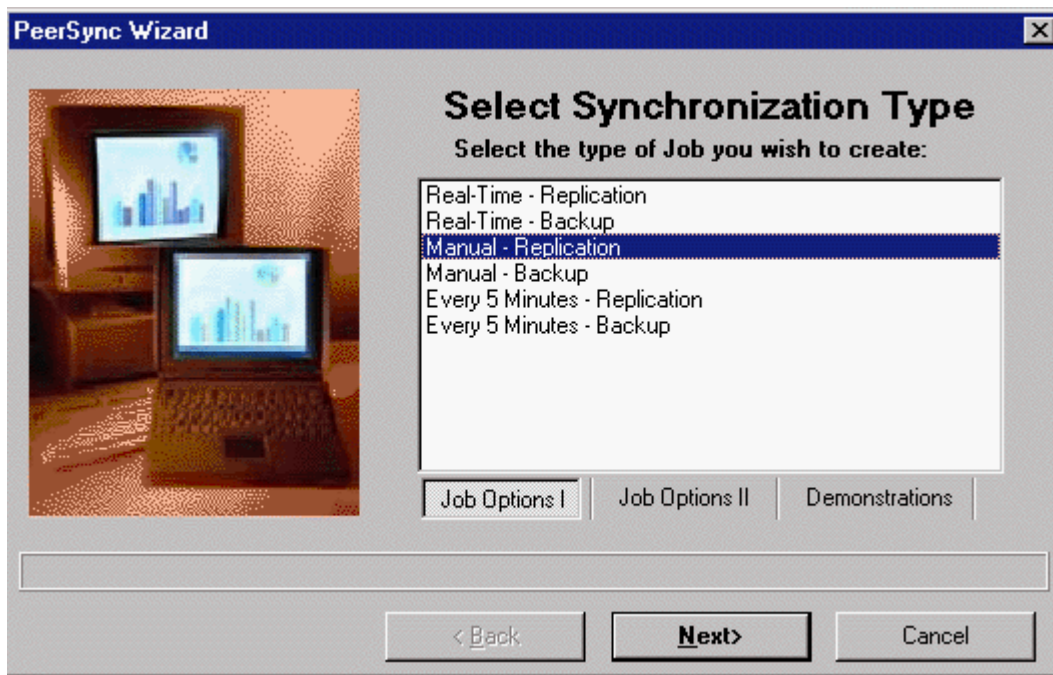 PeerSync Wizard
Select Synchronization Type
Select the type of Job you wish to create:
Real-Time - Replication
Real-Time - Backup
Manual - Replication
Manual - Backup
Every 5 Minutes - Replication
Every 5 Minutes - Backup
Job Options I
Job Options II
Demonstrations
< Back
Next>
Cancel